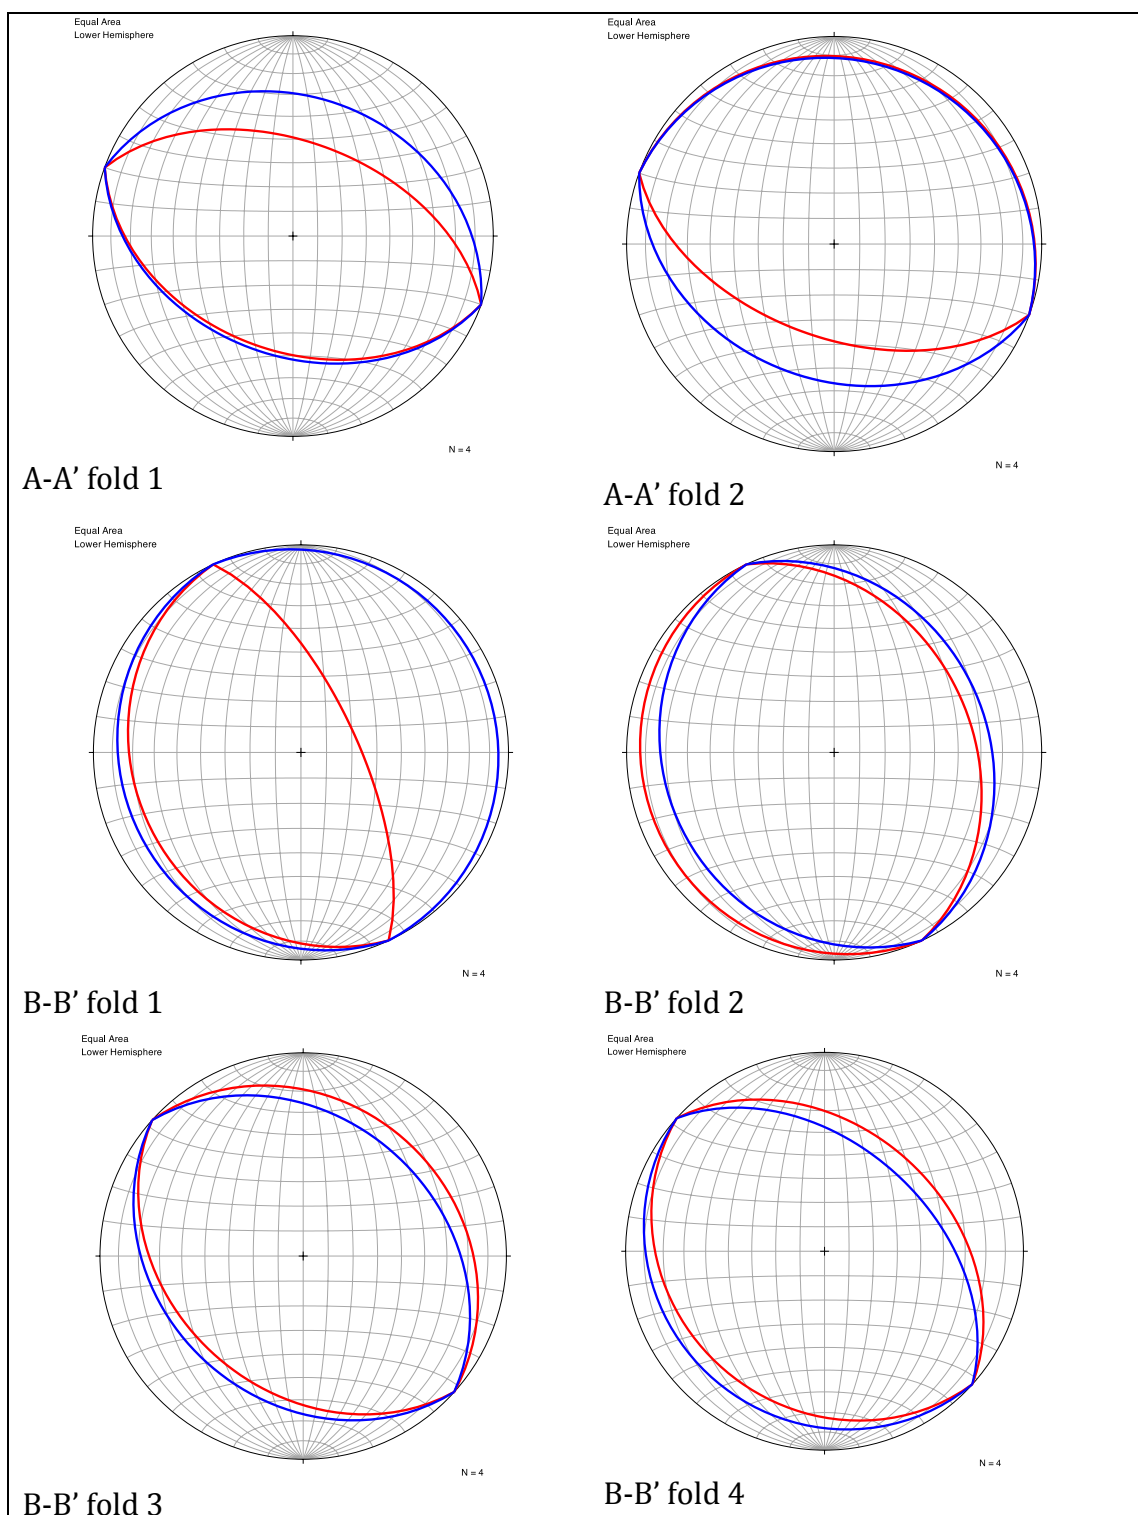 Equal Area
Lower Hemisphere
N = 4
A-A’ fold 1
Equal Area
Lower Hemisphere
N = 4
A-A’ fold 2
Equal Area
Lower Hemisphere
N = 4
B-B’ fold 1
Equal Area
Lower Hemisphere
N = 4
B-B’ fold 2
Equal Area
Lower Hemisphere
N = 4
B-B’ fold 3
Equal Area
Lower Hemisphere
N = 4
B-B’ fold 4